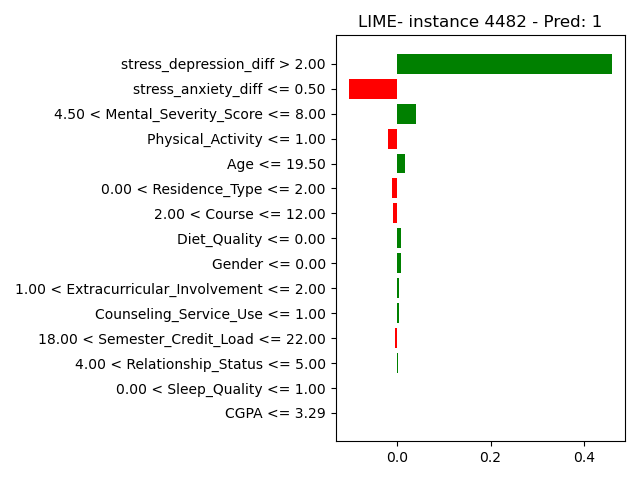 LIME- instance 4482 - Pred: 1
stress_depression_diff > 2.00
stress_anxiety_diff <= 0.50
4.50 < Mental_Severity_Score <= 8.00
Physical_Activity <= 1.00
Age <= 19.50
0.00 < Residence_Type <= 2.00
2.00 < Course <= 12.00
Diet_Quality <= 0.00
Gender <= 0.00
1.00 < Extracurricular_Involvement <= 2.00
Counseling_Service_Use <= 1.00
18.00 < Semester_Credit_Load <= 22.00
4.00 < Relationship_Status <= 5.00
0.00 < Sleep_Quality <= 1.00
CGPA <= 3.29
0.0 0.2 0.4